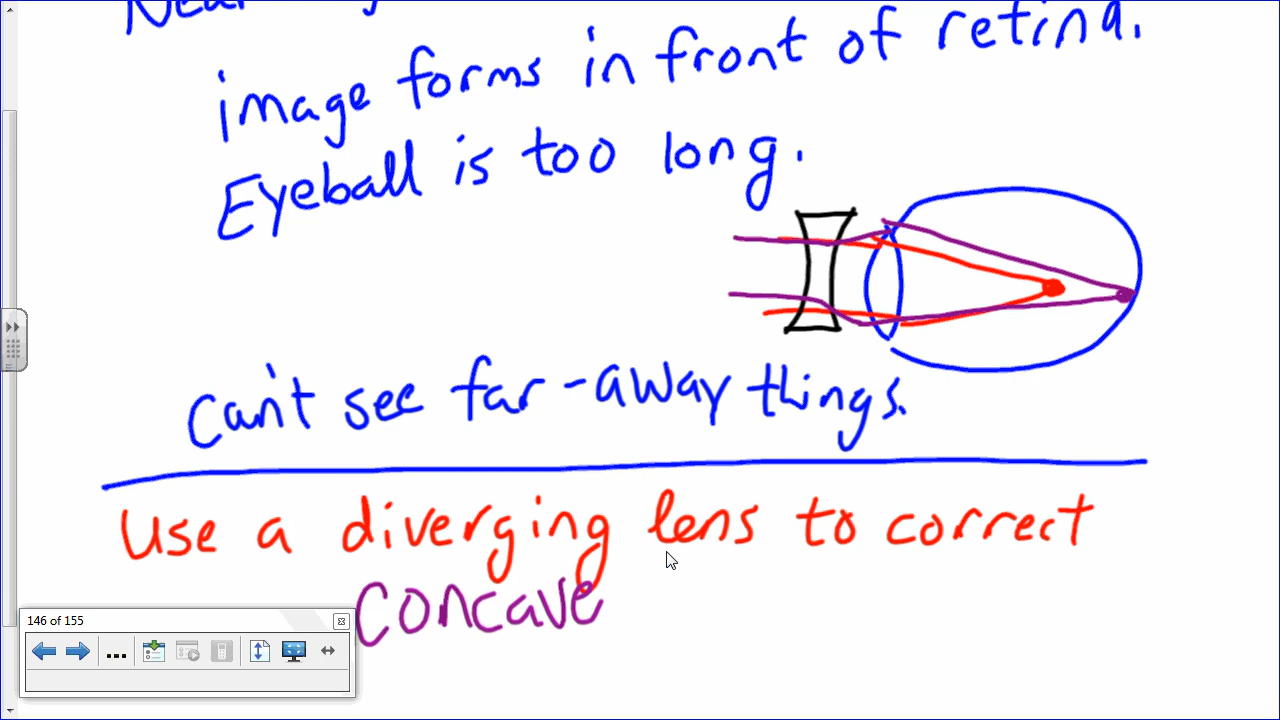 image forms in front of retina.
Eyeball is too long.
Can't see far-away things.
Use a diverging lens to correct
Concave
146 of 155